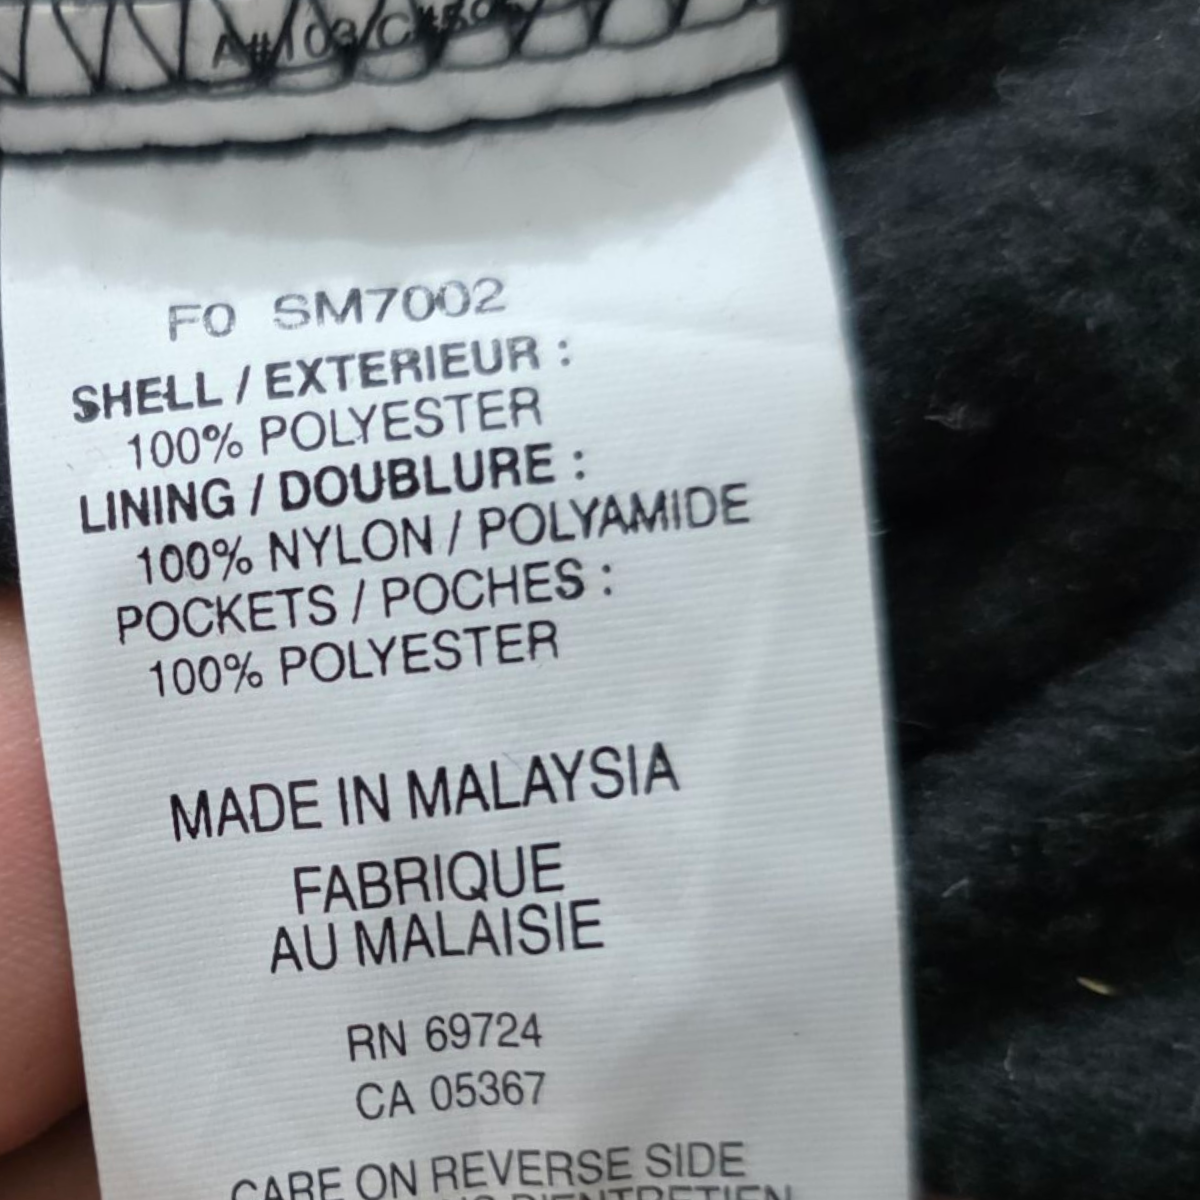 F0 SM7002
SHELL / EXTERIEUR :
100% POLYESTER
LINING / DOUBLURE :
100% NYLON / POLYAMIDE
POCKETS / POCHES :
100% POLYESTER
MADE IN MALAYSIA
FABRIQUE
AU MALAISIE
RN 69724
CA 05367
CARE ON REVERSE SIDE
D'ENTRETIEN